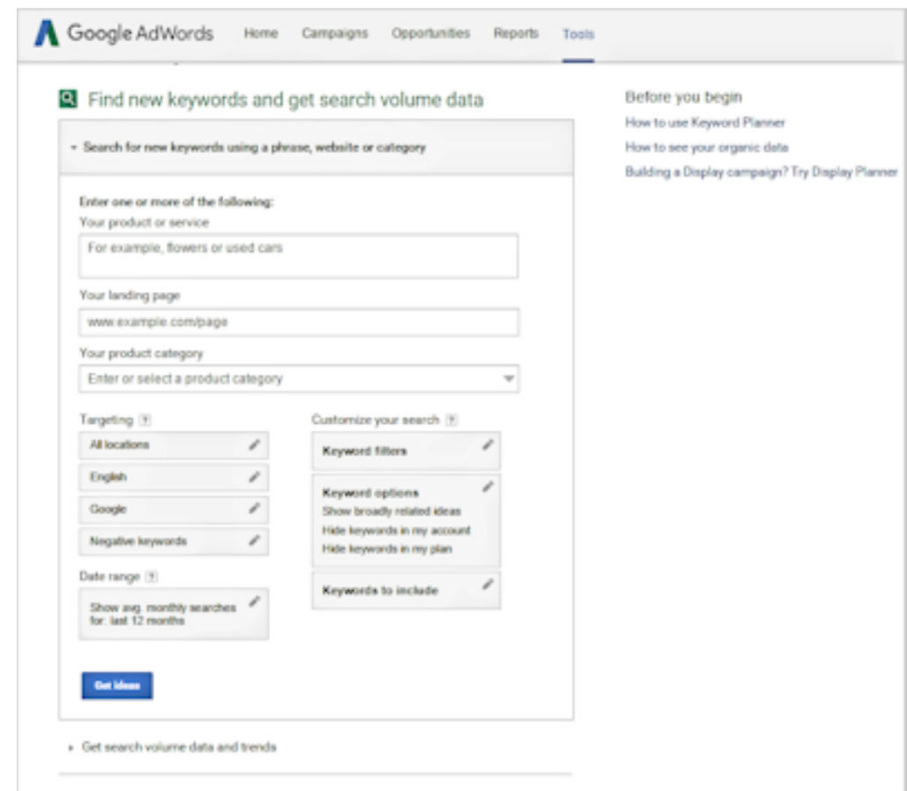 Google AdWords Home Campaigns Opportunities Reports Tools
Find new keywords and get search volume data
Search for new keywords using a phrase, website or category
Enter one or more of the following:
Your product or service
For example, flowers or used cars
Your landing page
www.example.com/page
Your product category
Enter or select a product category
Targeting ?
All locations
English
Google
Negative keywords
Date range ?
Show avg. monthly searches
for: last 12 months
Customize your search ?
Keyword filters
Keyword options
Show broadly related ideas
Hide keywords in my account
Hide keywords in my plan
Keywords to include
Get ideas
Get search volume data and trends
Before you begin
How to use Keyword Planner
How to see your organic data
Building a Display campaign? Try Display Planner